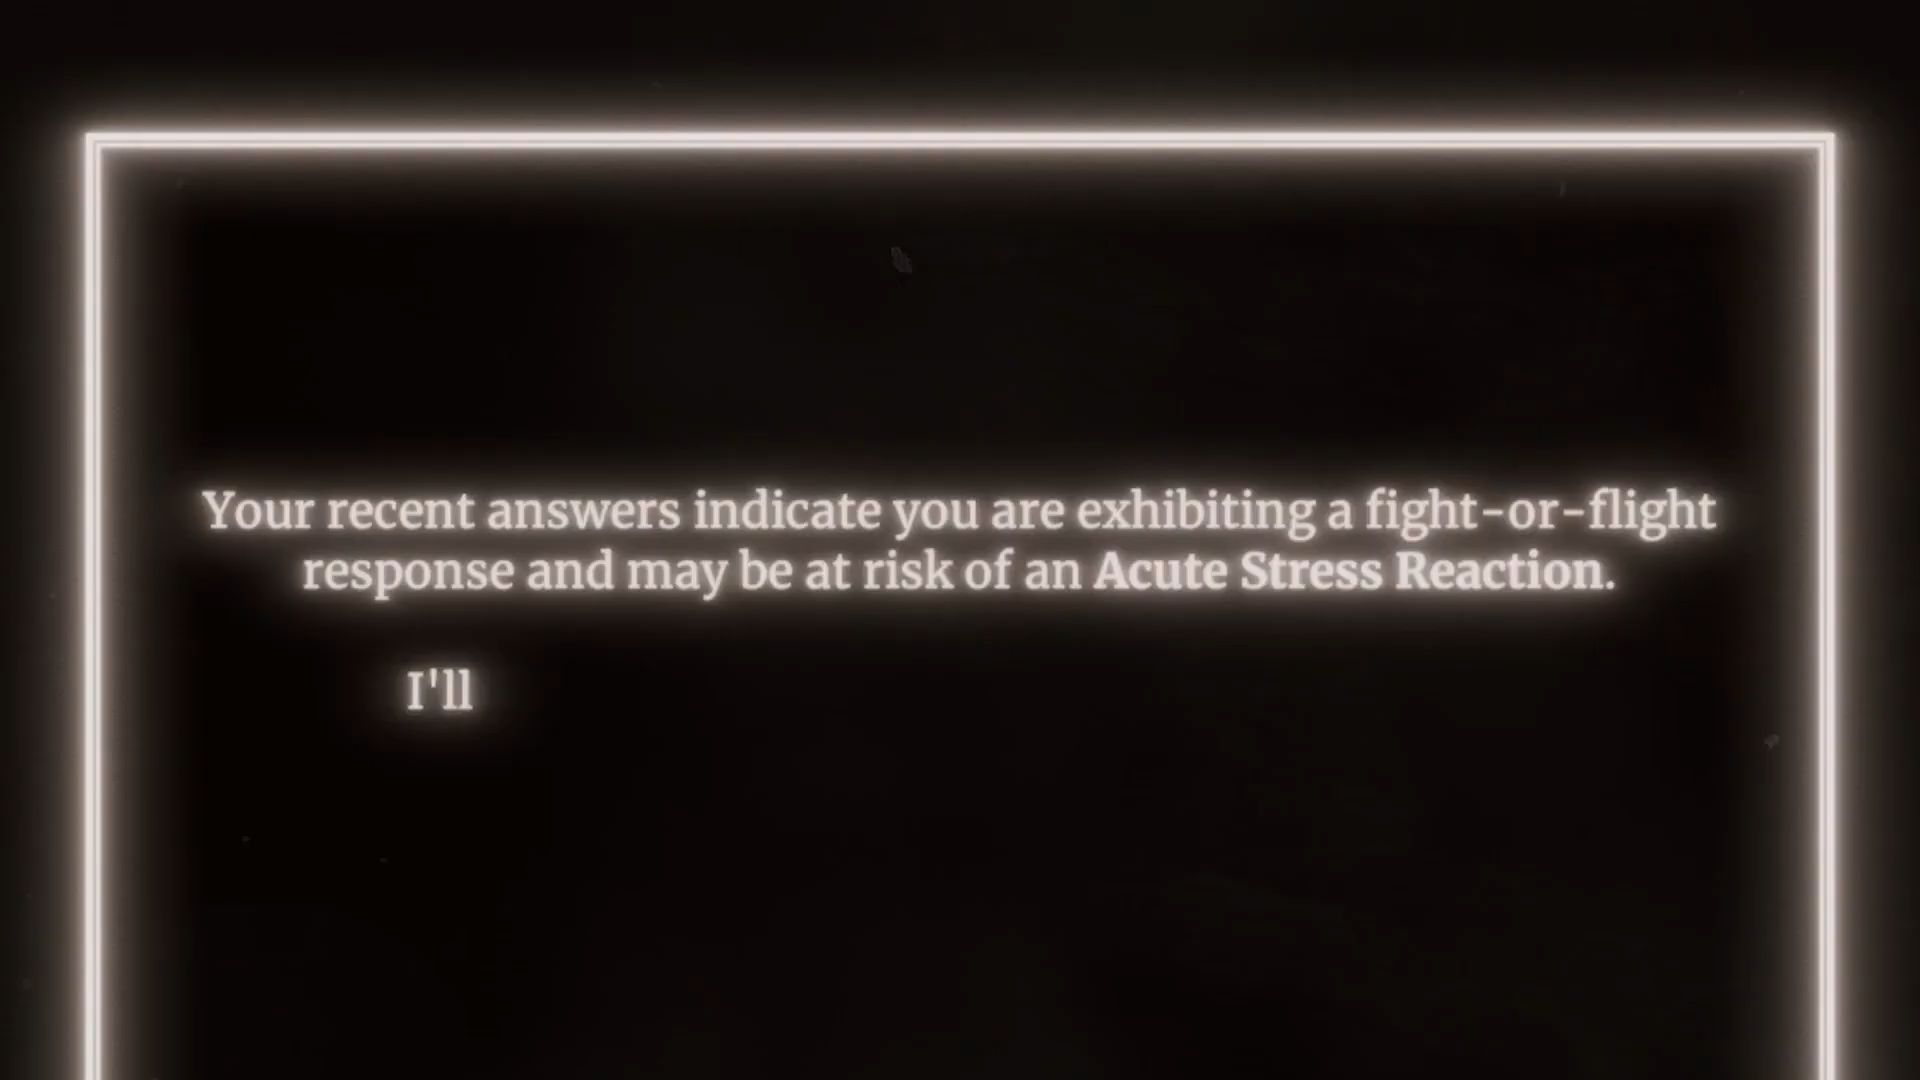 Your recent answers indicate you are exhibiting a fight-or-flight
response and may be at risk of an Acute Stress Reaction.
I'll